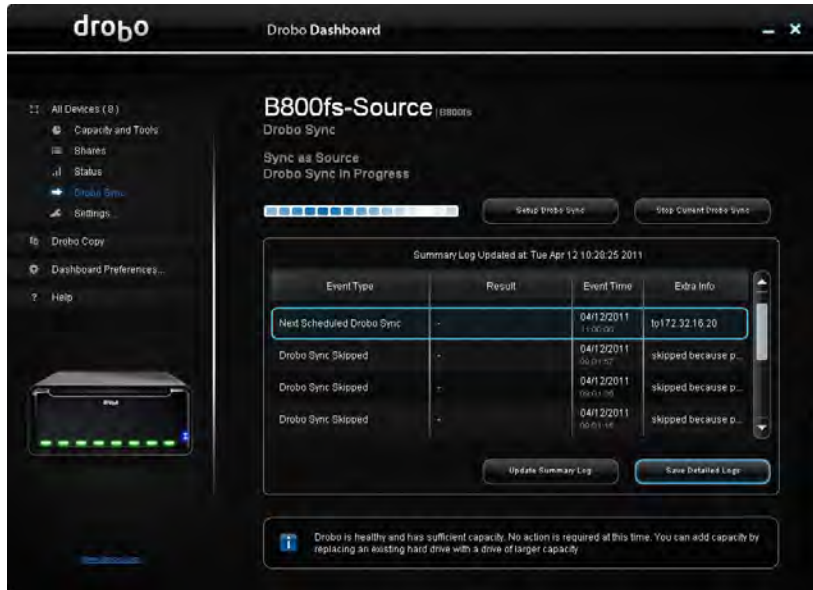 drobo
Drobo Dashboard
All Devices (8)
Capacity and Tools
Shares
Status
Drobo Sync
Settings...
Drobo Copy
Dashboard Preferences...
? Help
B800fs-Source | B800fs
Drobo Sync
Sync as Source
Drobo Sync in Progress
Setup Drobo Sync
Stop Current Drobo Sync
Summary Log Updated at: Tue Apr 12 10:28:25 2011
Event Type Result Event Time Extra Info
Next Scheduled Drobo Sync - 04/12/2011 to172.32.16.20
11:00:00
Drobo Sync Skipped - 04/12/2011 skipped because p...
Drobo Sync Skipped - 04/12/2011 skipped because p...
Drobo Sync Skipped - 04/12/2011 skipped because p...
Update Summary Log
Save Detailed Logs
Drobo is healthy and has sufficient capacity. No action is required at this time. You can add capacity by
replacing an existing hard drive with a drive of larger capacity